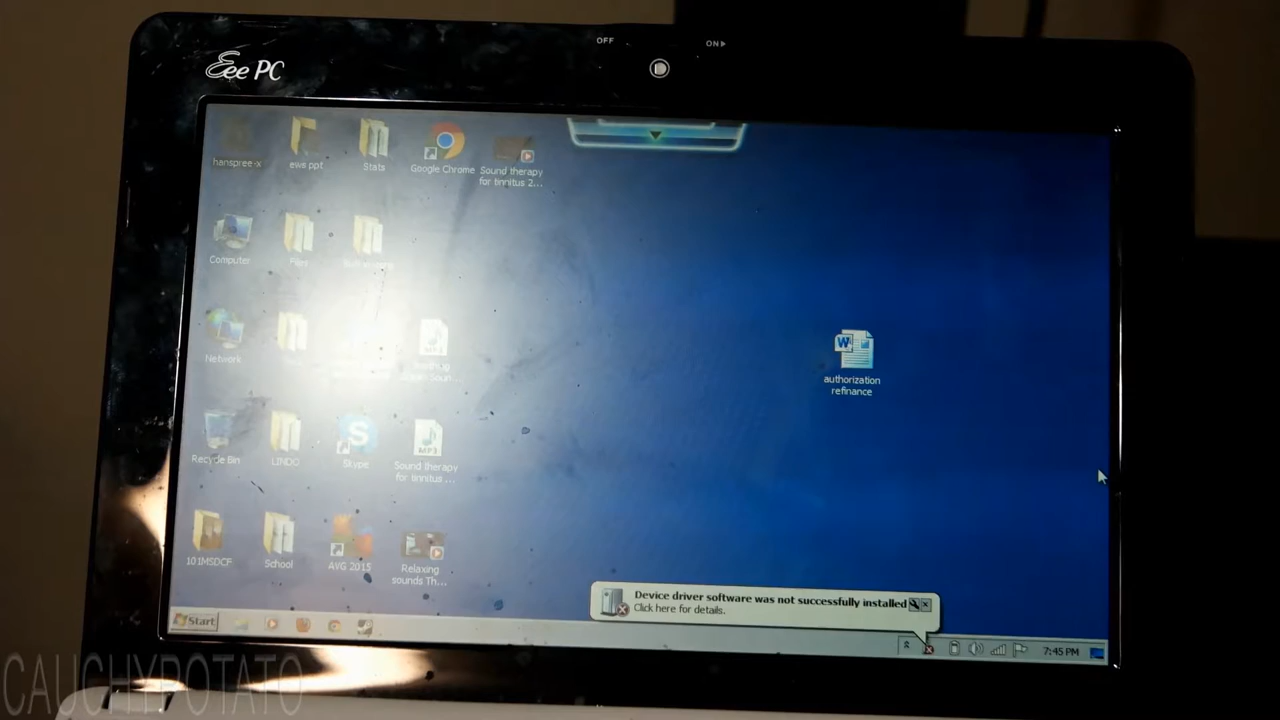 OFF
ON
Eee PC
hanspree-x
ews ppt
Stats
Google Chrome
Sound therapy
for tinnitus 2...
Computer
Network
authorization
refinance
Recycle Bin
LINDO
S
Skype
MP3
Sound therapy
for tinnitus ...
W
101MSDCF
School
AVG 2015
Relaxing
sounds Th...
Device driver software was not successfully installed
Click here for details.
Start
7:45 PM
CAUCHYPOTATO